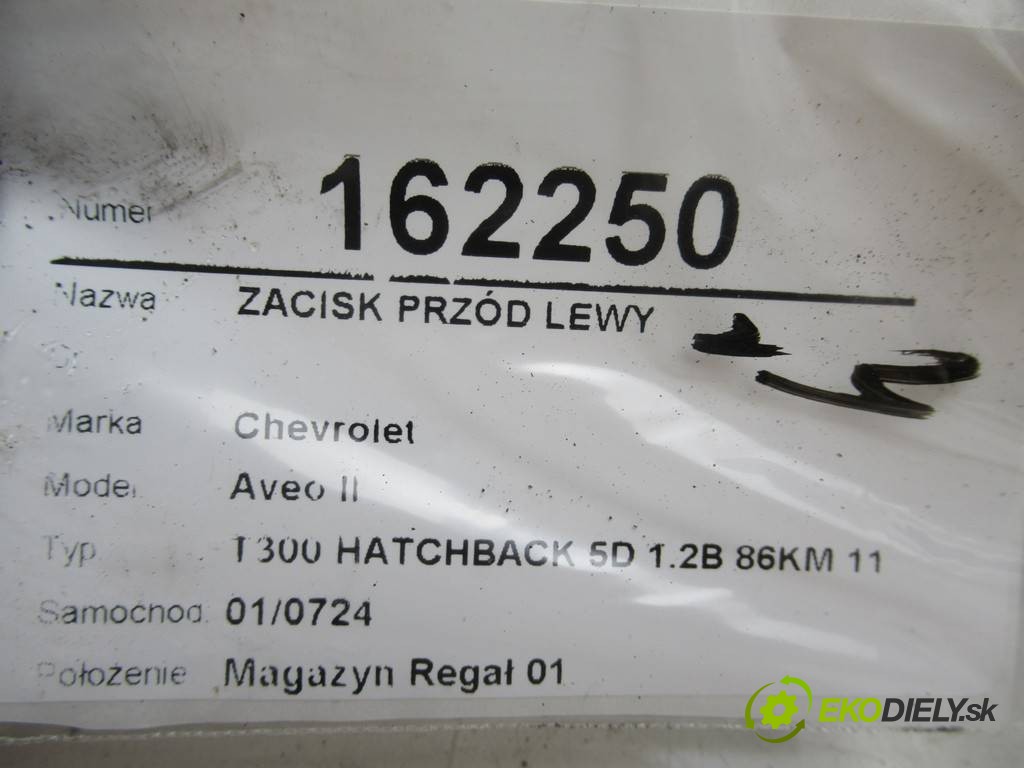 Numer 162250
Nazwa ZACISK PRZÓD LEWY
Marka Chevrolet
Model Aveo II
Typ T300 HATCHBACK 5D 1.2B 86KM 11
Samochód 01/0724
Położenie Magazyn Regał 01
EKODIELY.sk